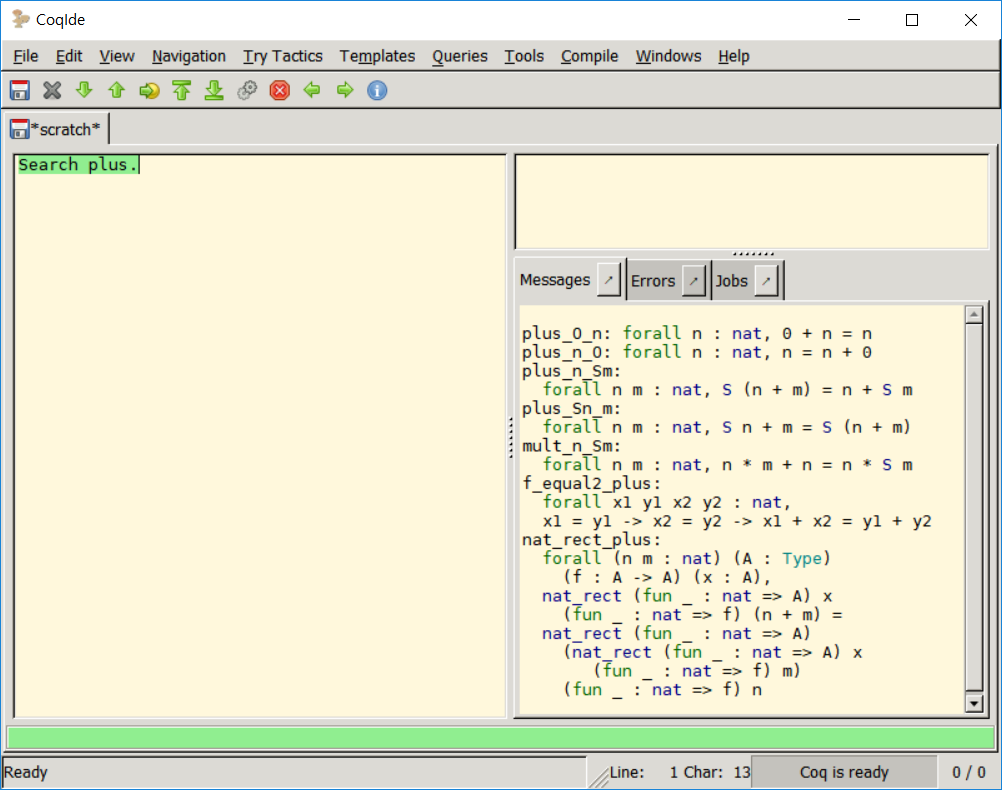 CoqIde
File Edit View Navigation Try Tactics Templates Queries Tools Compile Windows Help
*scratch*
Search plus.
Messages Errors Jobs
plus_O_n: forall n : nat, 0 + n = n
plus_n_O: forall n : nat, n = n + 0
plus_n_Sm:
  forall n m : nat, S (n + m) = n + S m
plus_Sn_m:
  forall n m : nat, S n + m = S (n + m)
mult_n_Sm:
  forall n m : nat, n * m + n = n * S m
f_equal2_plus:
  forall x1 y1 x2 y2 : nat,
  x1 = y1 -> x2 = y2 -> x1 + x2 = y1 + y2
nat_rect_plus:
  forall (n m : nat) (A : Type)
    (f : A -> A) (x : A),
  nat_rect (fun _ : nat => A) x
    (fun _ : nat => f) (n + m) =
  nat_rect (fun _ : nat => A)
    (nat_rect (fun _ : nat => A) x
       (fun _ : nat => f) m)
    (fun _ : nat => f) n
Ready Line: 1 Char: 13 Coq is ready 0 / 0